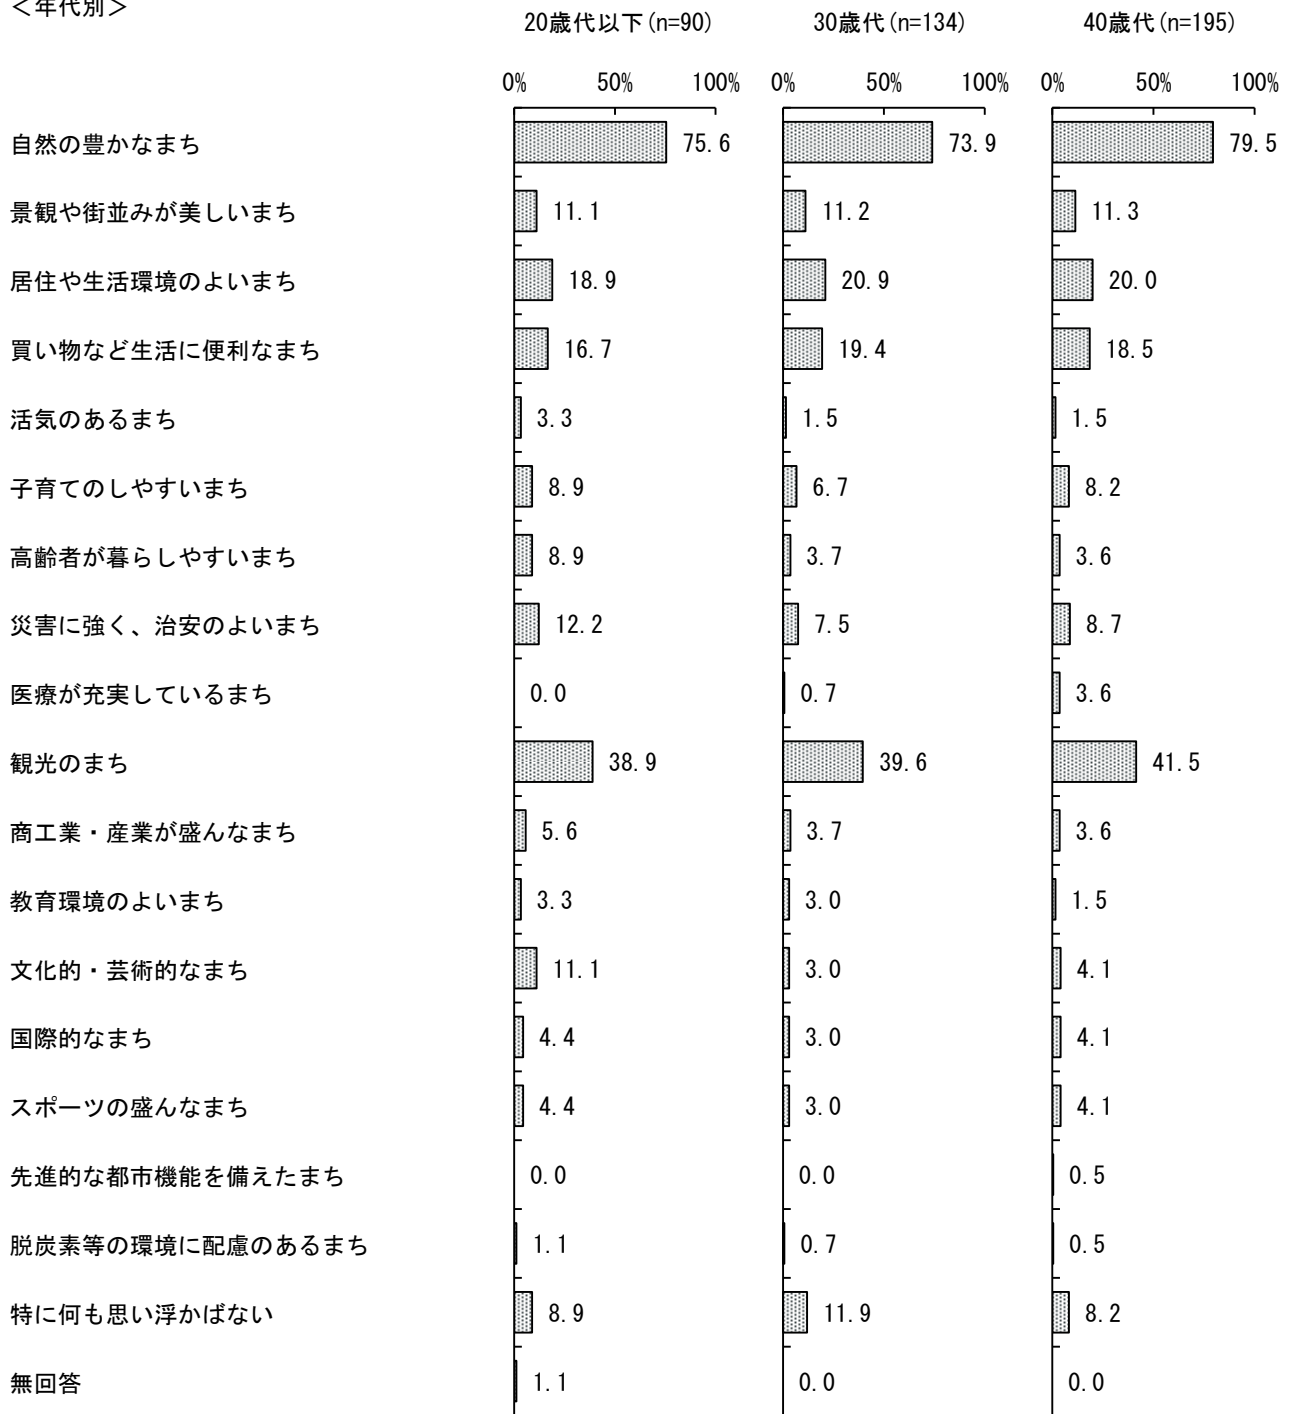 ＜年代別＞
20歳代以下(n=90) 30歳代(n=134) 40歳代(n=195)
0% 50% 100% 0% 50% 100% 0% 50% 100%
自然の豊かなまち 75.6 73.9 79.5
景観や街並みが美しいまち 11.1 11.2 11.3
居住や生活環境のよいまち 18.9 20.9 20.0
買い物など生活に便利なまち 16.7 19.4 18.5
活気のあるまち 3.3 1.5 1.5
子育てのしやすいまち 8.9 6.7 8.2
高齢者が暮らしやすいまち 8.9 3.7 3.6
災害に強く、治安のよいまち 12.2 7.5 8.7
医療が充実しているまち 0.0 0.7 3.6
観光のまち 38.9 39.6 41.5
商工業・産業が盛んなまち 5.6 3.7 3.6
教育環境のよいまち 3.3 3.0 1.5
文化的・芸術的なまち 11.1 3.0 4.1
国際的なまち 4.4 3.0 4.1
スポーツの盛んなまち 4.4 3.0 4.1
先進的な都市機能を備えたまち 0.0 0.0 0.5
脱炭素等の環境に配慮のあるまち 1.1 0.7 0.5
特に何も思い浮かばない 8.9 11.9 8.2
無回答 1.1 0.0 0.0